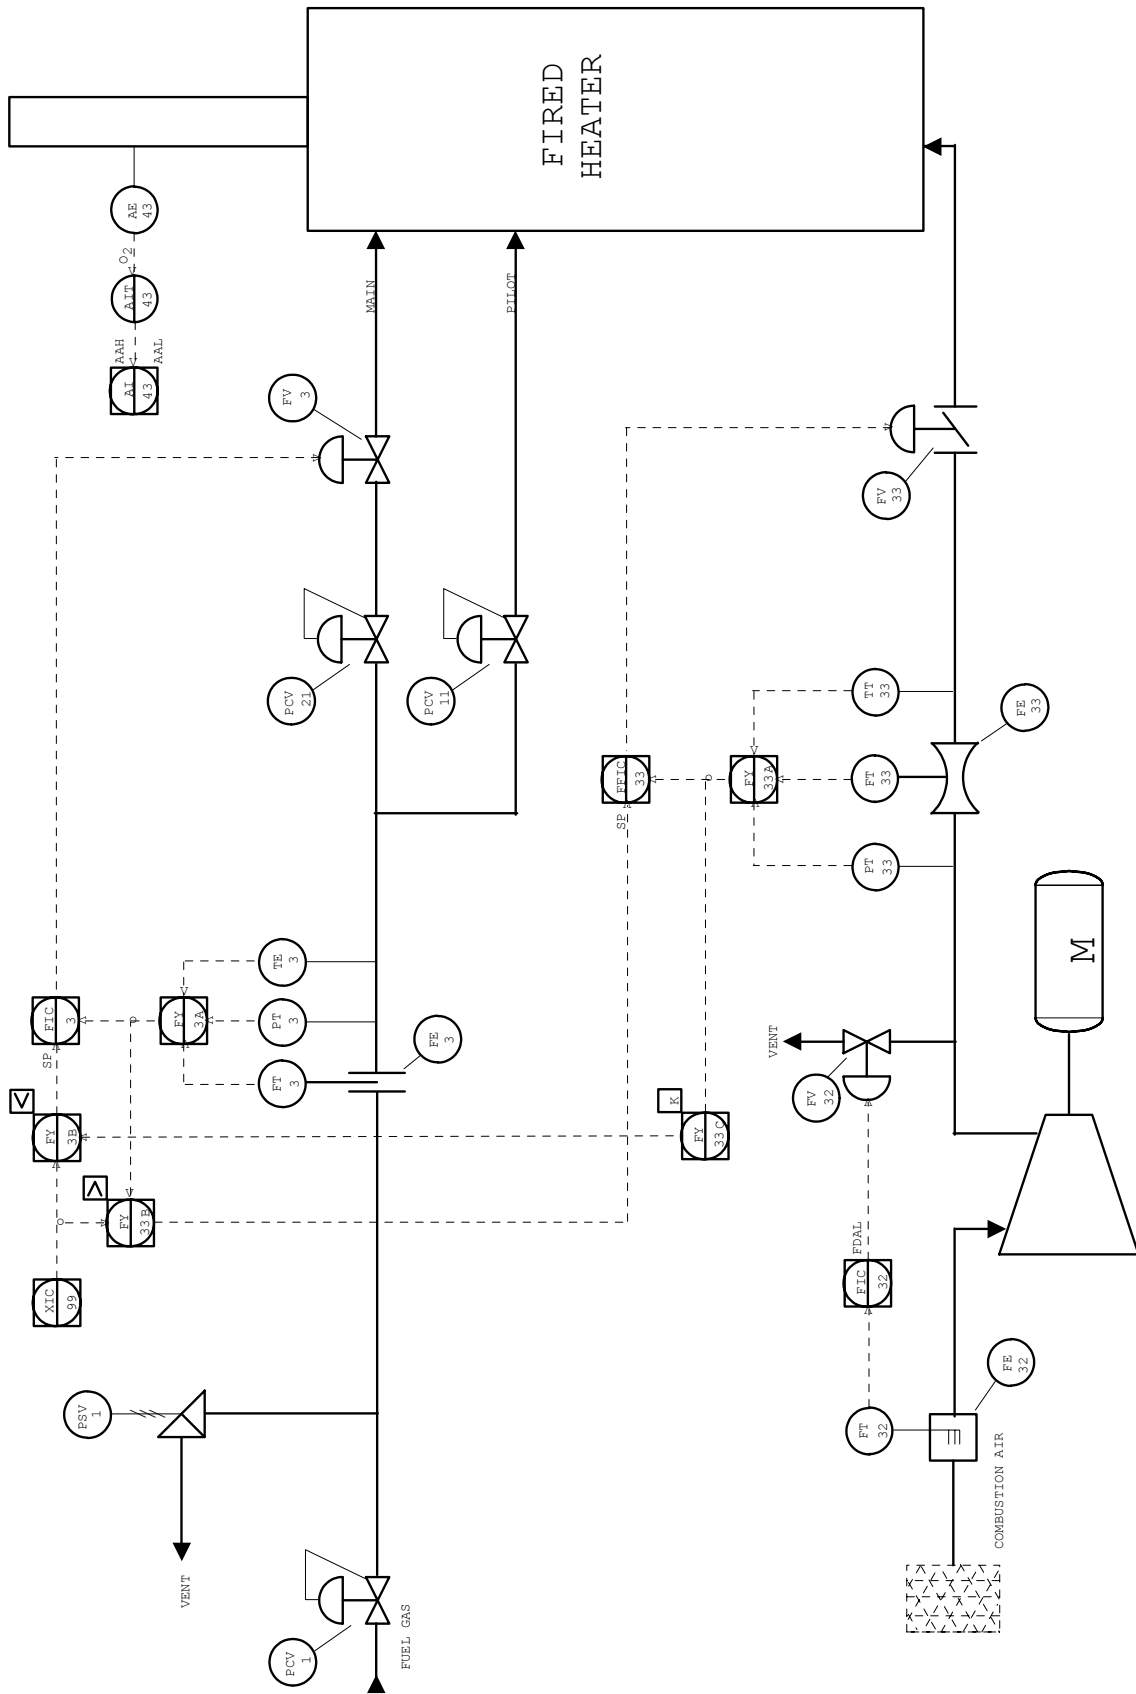 PSV
1
VENT
PCV
1
FUEL GAS
XIC
99
<
FY
3B
>
FY
33B
SP
FIC
3
FY
3A
FT
3
PT
3
TE
3
FE
3
PCV
21
PCV
11
FV
3
MAIN
PILOT
AAH
AI
43
AAL
AIT
43
O2
AE
43
FIRED
HEATER
K
FY
33C
SP
FFIC
33
FY
33A
PT
33
FT
33
TT
33
FE
33
FV
33
VENT
FV
32
FDAL
FIC
32
FT
32
FE
32
COMBUSTION AIR
M